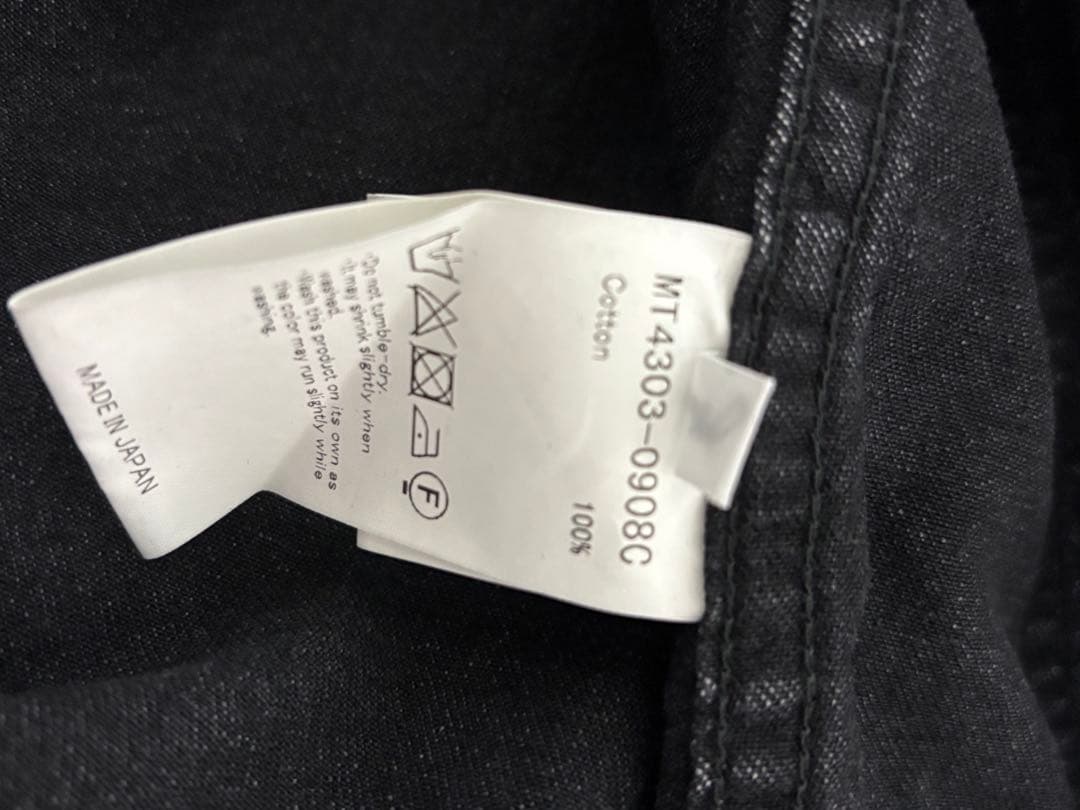 MT4303-0908C
Cotton 100%
F
·Do not tumble-dry.
·It may shrink slightly when
washed.
·Wash this product on its own as
the color may run slightly while
washing.
MADE IN JAPAN